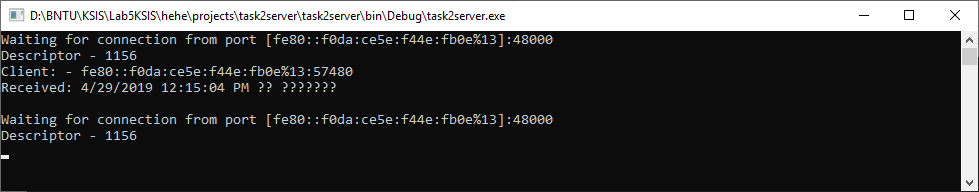 D:\BNTU\KSIS\Lab5KSIS\hehe\projects\task2server\task2server\bin\Debug\task2server.exe
Waiting for connection from port [fe80::f0da:ce5e:f44e:fb0e%13]:48000
Descriptor - 1156
Client: - fe80::f0da:ce5e:f44e:fb0e%13:57480
Received: 4/29/2019 12:15:04 PM ?? ???????
Waiting for connection from port [fe80::f0da:ce5e:f44e:fb0e%13]:48000
Descriptor - 1156